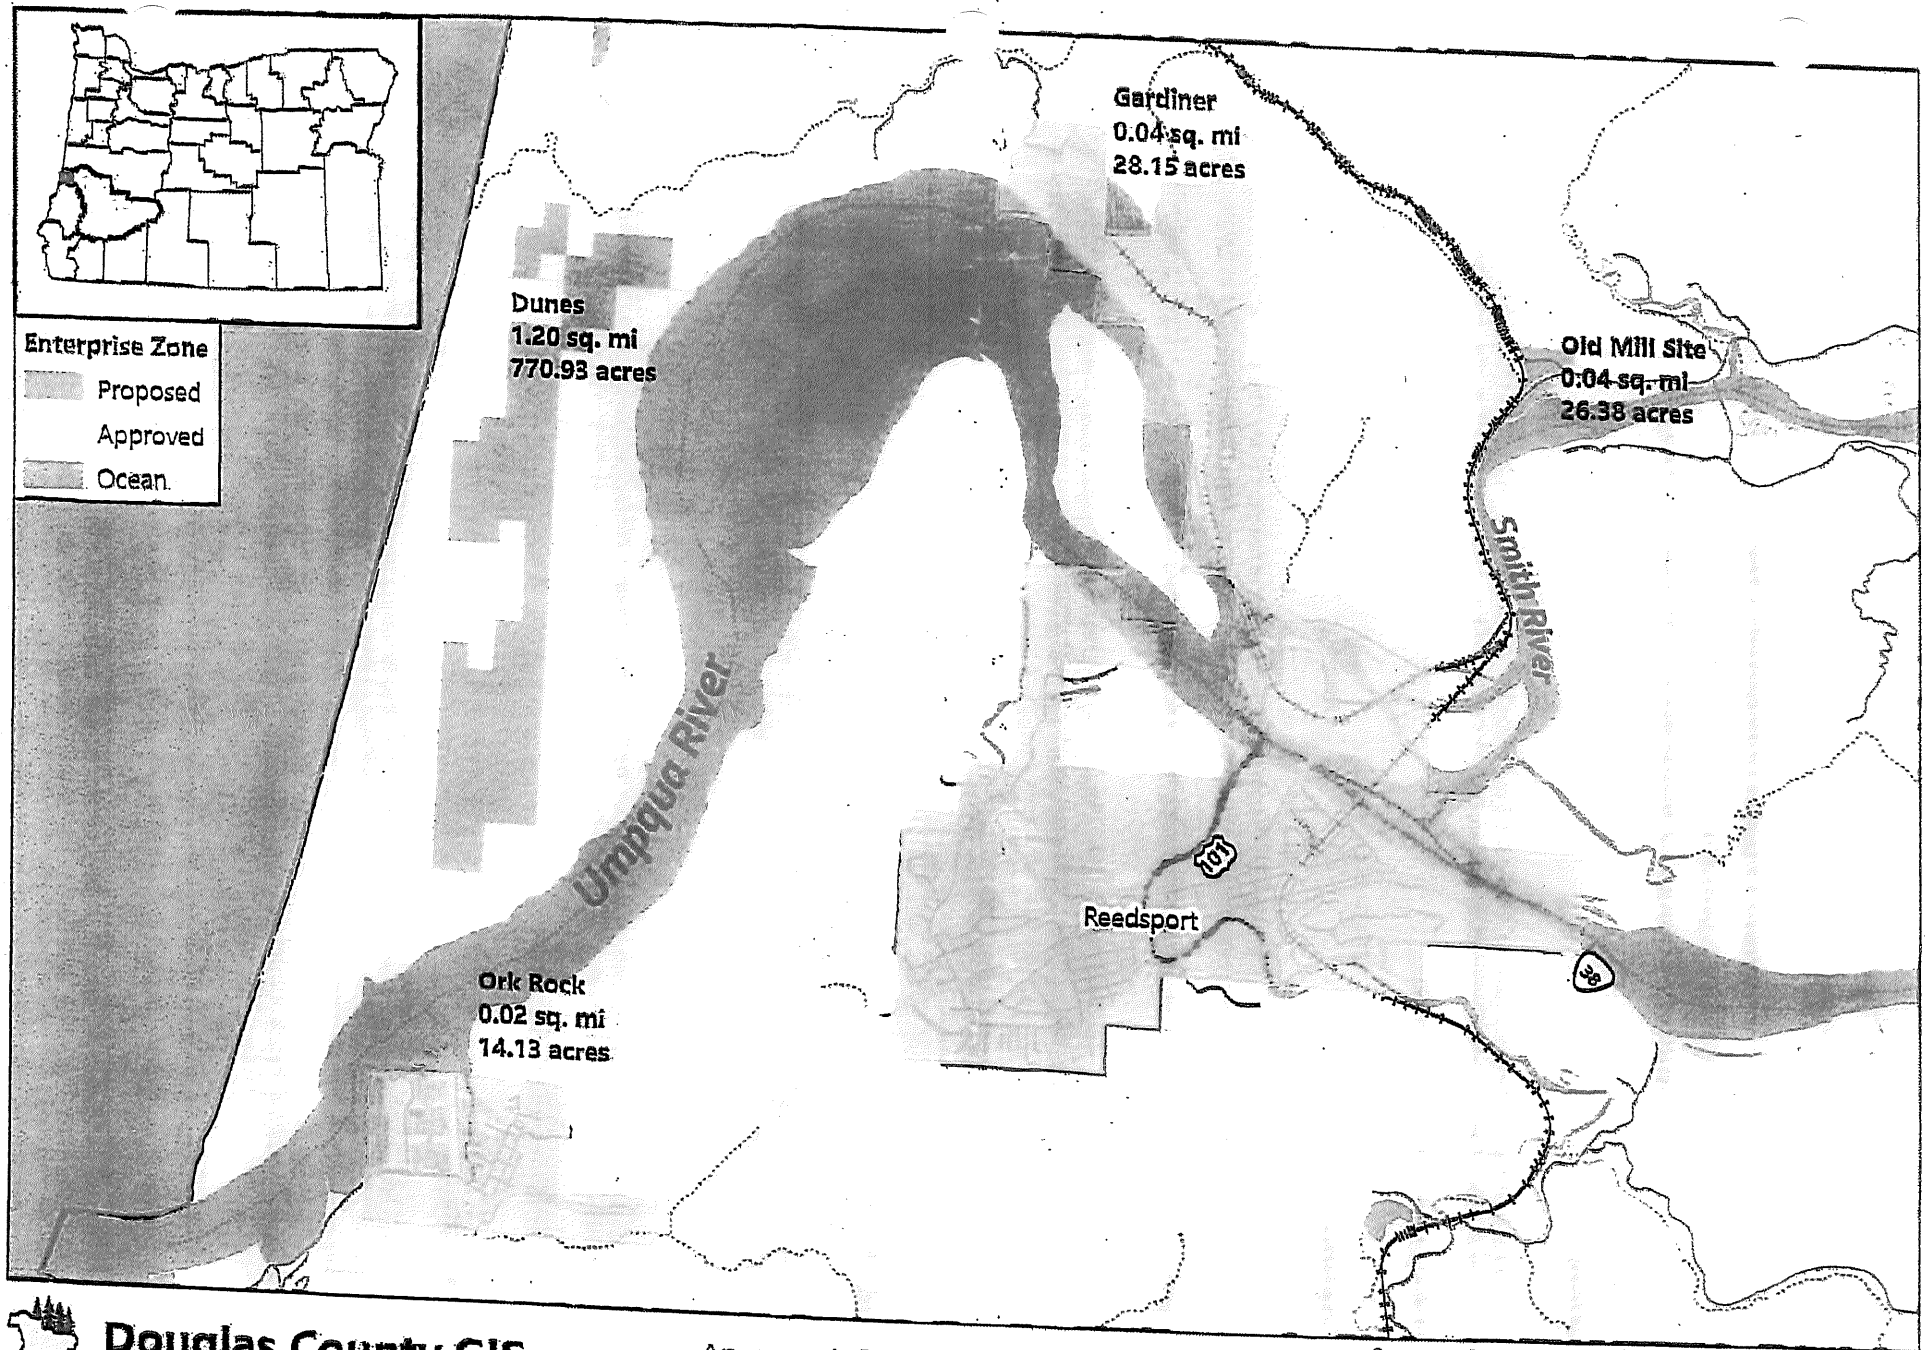 Gardiner
0.04 sq. mi
28.15 acres
Dunes
1.20 sq. mi
770.93 acres
Enterprise Zone
Proposed
Approved
Ocean
Old Mill Site
0.04 sq. mi
26.38 acres
Smith River
Umpqua River
101
Reedsport
38
Ork Rock
0.02 sq. mi
14.13 acres
Douglas County GIS